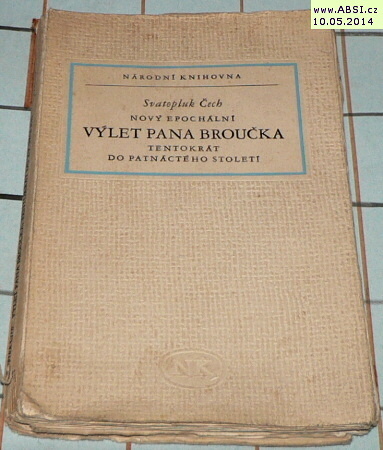 www.ABSI.cz
10.05.2014
NÁRODNÍ KNIHOVNA
Svatopluk Čech
NOVÝ EPOCHÁLNÍ
VÝLET PANA BROUČKA
TENTOKRÁT
DO PATNÁCTÉHO STOLETÍ
NK